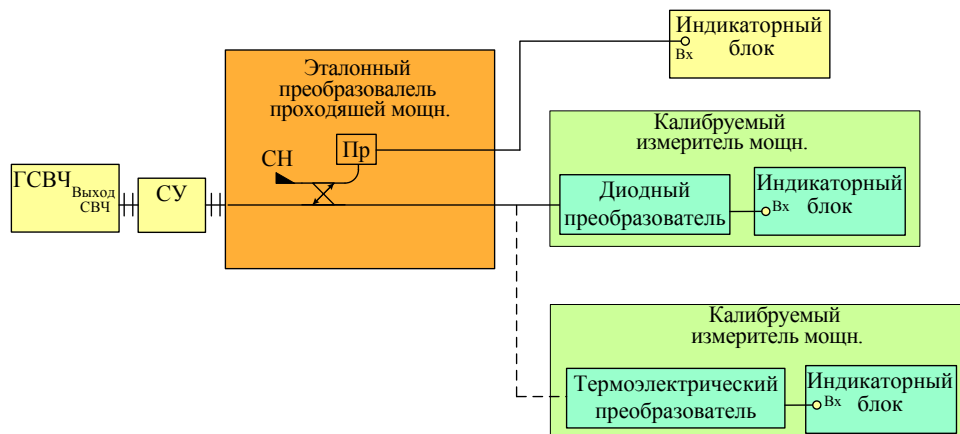 Индикаторный
блок
Вх
Эталонный
преобразовалель
проходяшей мощн.
СН
Пр
ГСВЧ
Выход
СВЧ
СУ
Калибруемый
измеритель мощн.
Диодный
преобразователь
Индикаторный
блок
Вх
Калибруемый
измеритель мощн.
Термоэлектрический
преобразователь
Индикаторный
блок
Вх